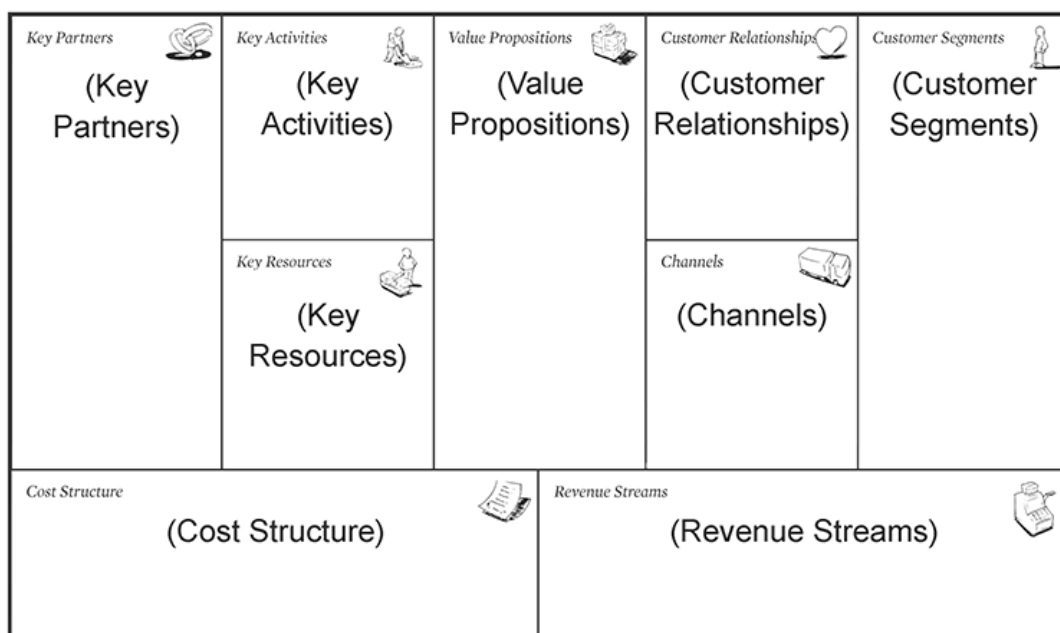 Key Partners
(Key
Partners)
Key Activities
(Key
Activities)
Key Resources
(Key
Resources)
Value Propositions
(Value
Propositions)
Customer Relationships
(Customer
Relationships)
Channels
(Channels)
Customer Segments
(Customer
Segments)
Cost Structure
(Cost Structure)
Revenue Streams
(Revenue Streams)